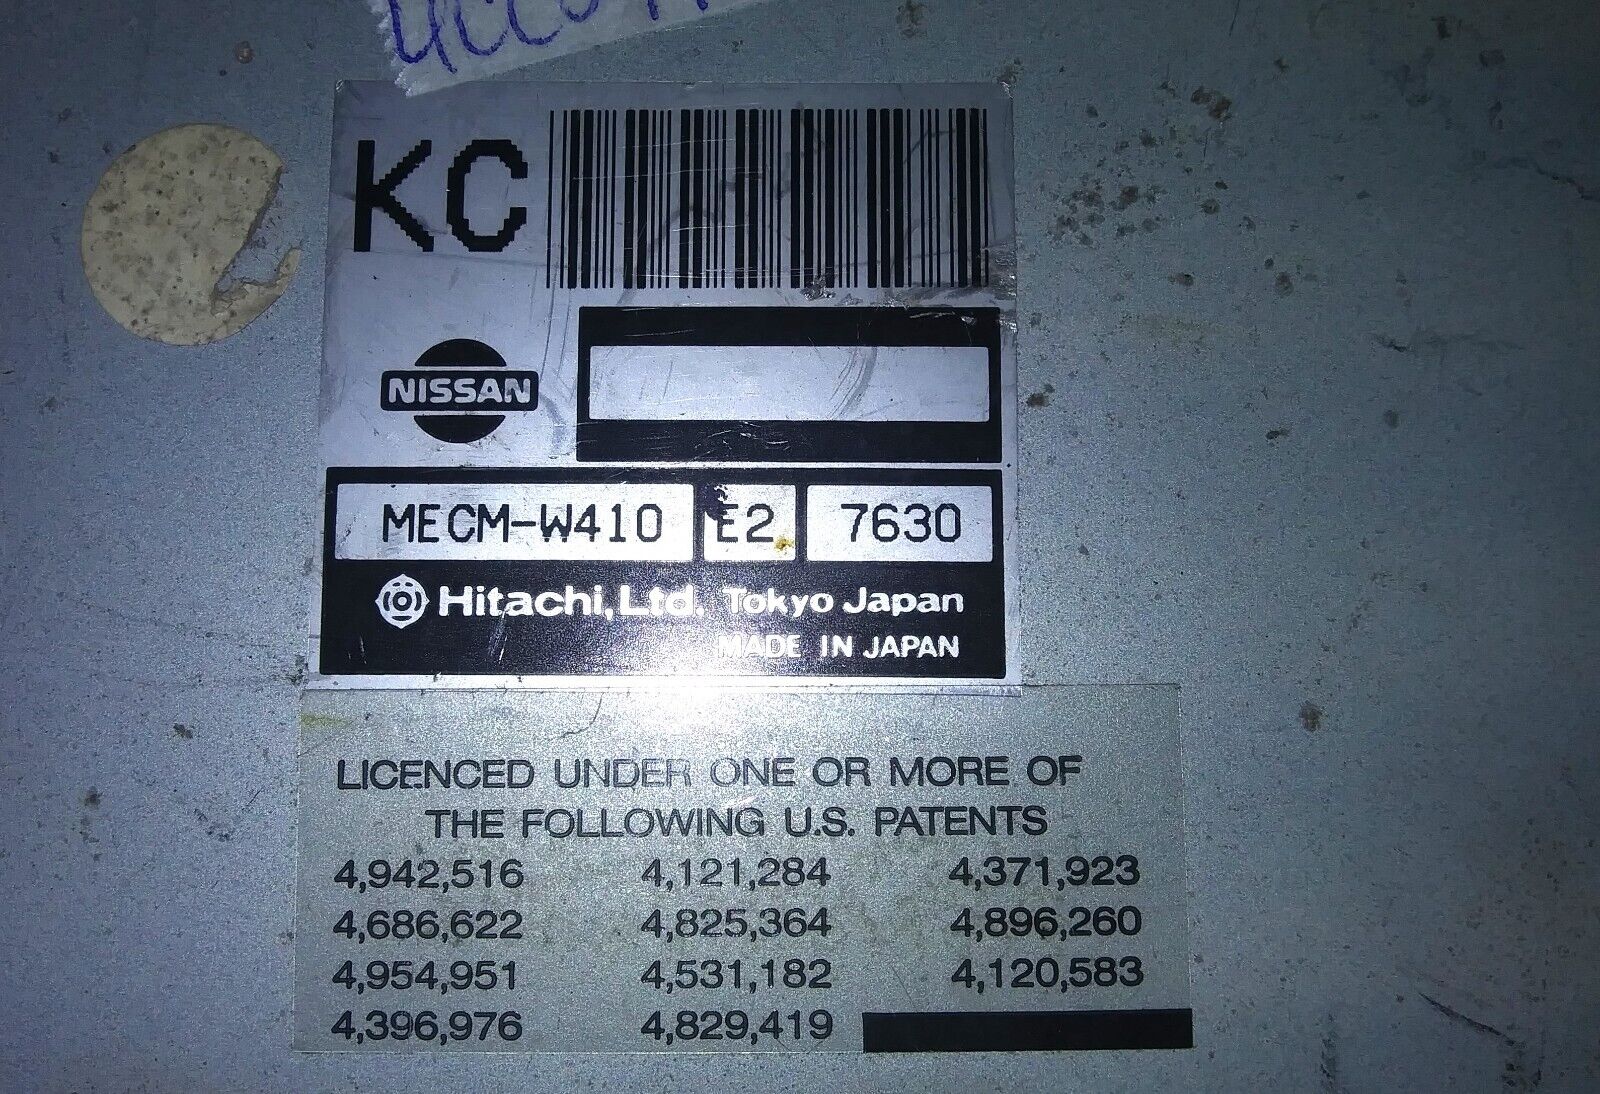 KC
NISSAN
MECM-W410 E2 7630
Hitachi, Ltd. Tokyo Japan
MADE IN JAPAN
LICENCED UNDER ONE OR MORE OF
THE FOLLOWING U.S. PATENTS
4,942,516 4,121,284 4,371,923
4,686,622 4,825,364 4,896,260
4,954,951 4,531,182 4,120,583
4,396,976 4,829,419